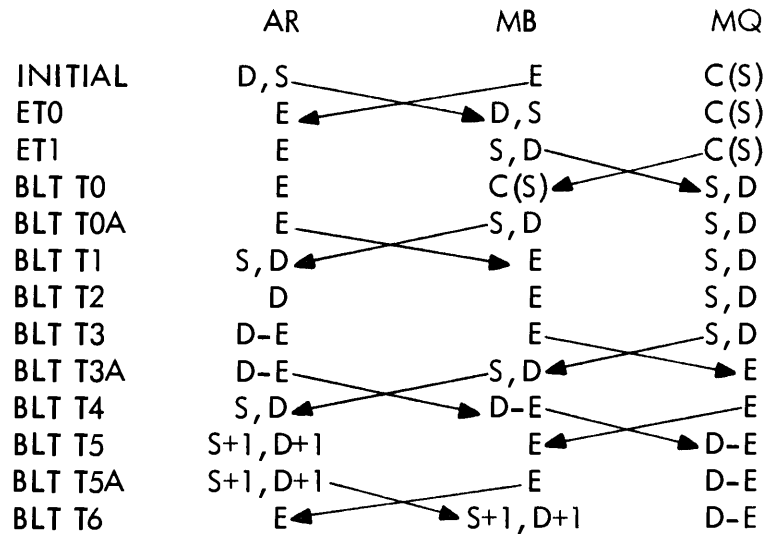 AR MB MQ
INITIAL D,S E C(S)
ET0 E D,S C(S)
ET1 E S,D C(S)
BLT T0 E C(S) S,D
BLT T0A E S,D S,D
BLT T1 S,D E S,D
BLT T2 D E S,D
BLT T3 D-E E S,D
BLT T3A D-E S,D E
BLT T4 S,D D-E E
BLT T5 S+1,D+1 E D-E
BLT T5A S+1,D+1 E D-E
BLT T6 E S+1,D+1 D-E